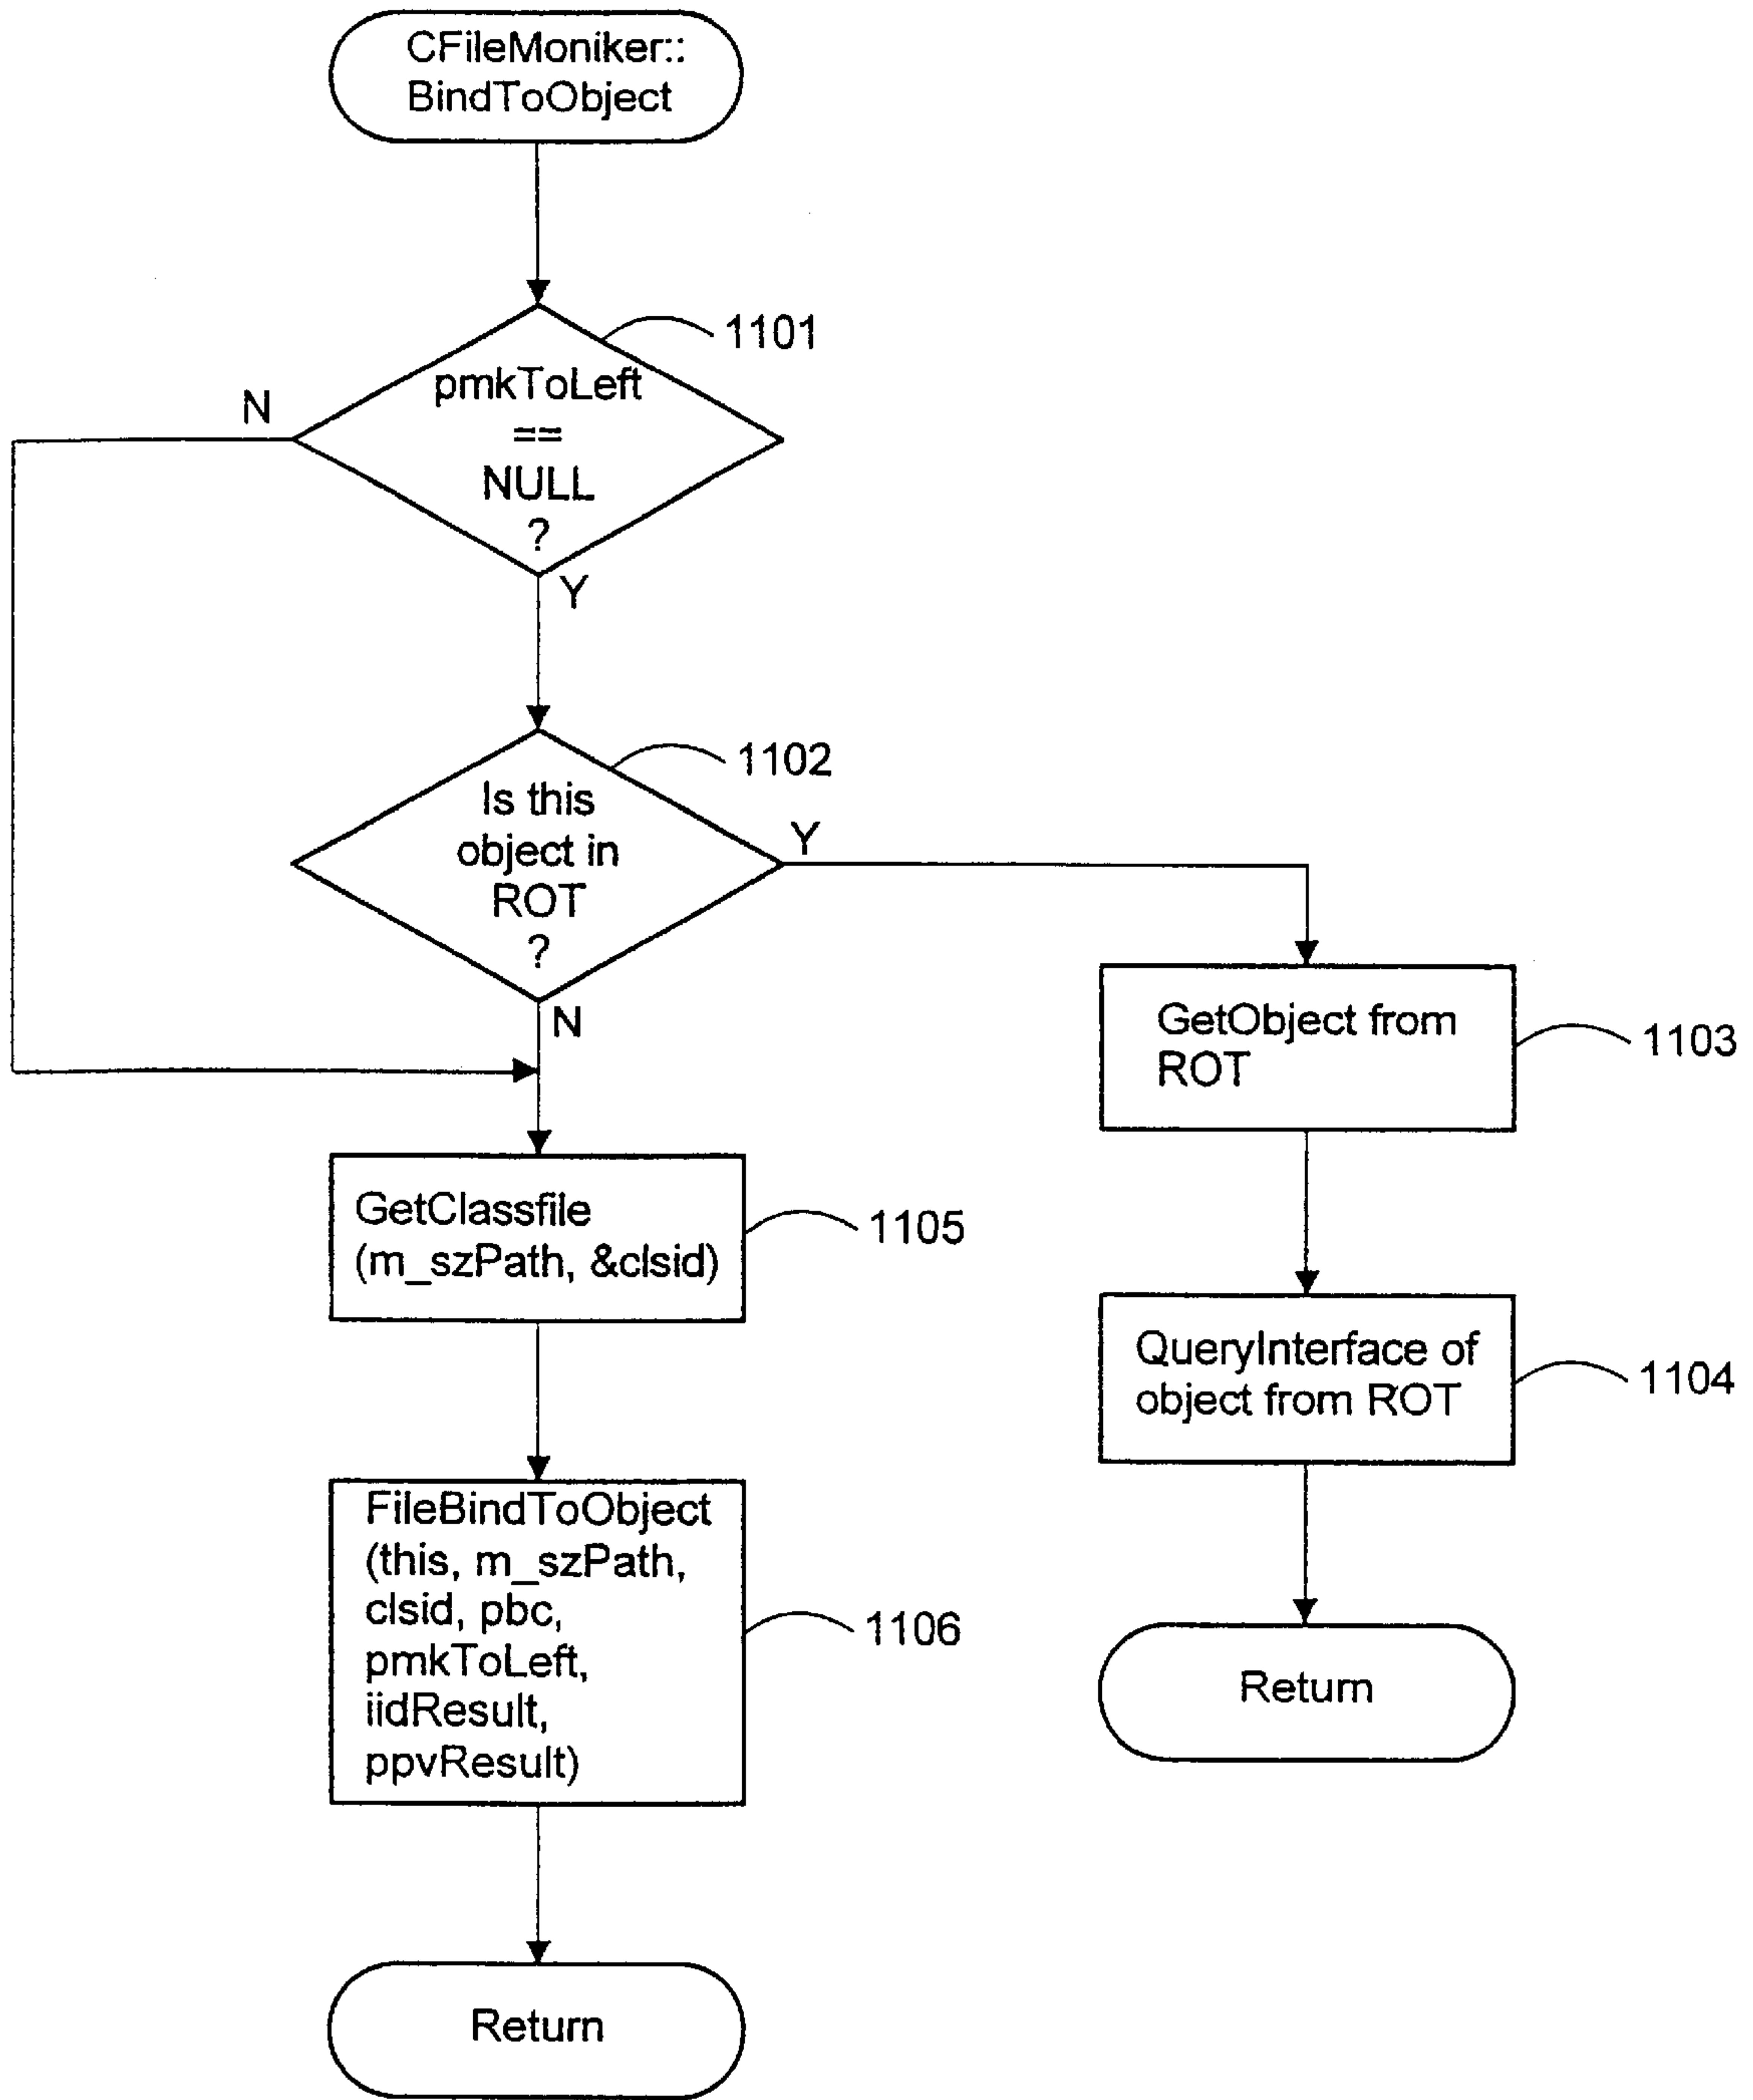 CFileMoniker::
BindToObject
1101
pmkToLeft
==
NULL
?
N
Y
1102
Is this
object in
ROT
?
Y
N
GetObject from
ROT
1103
QueryInterface of
object from ROT
1104
Return
GetClassfile
(m_szPath, &clsid)
1105
FileBindToObject
(this, m_szPath,
clsid, pbc,
pmkToLeft,
iidResult,
ppvResult)
1106
Return